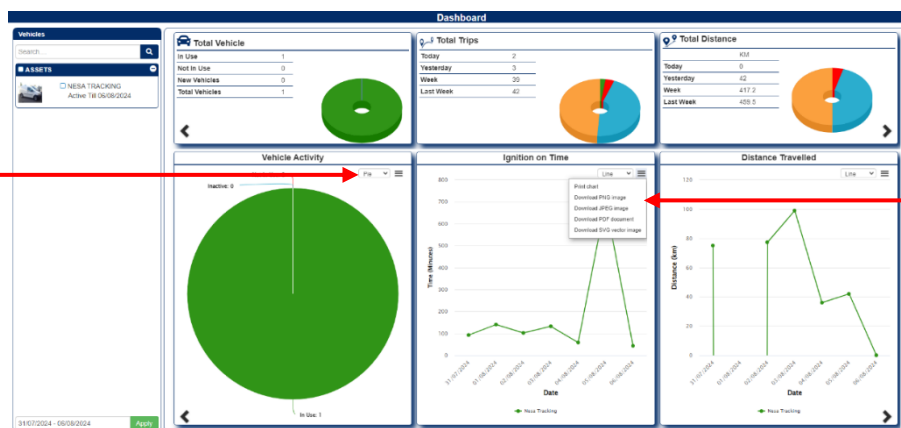 Dashboard
Vehicles
Search...
ASSETS
NESA TRACKING
Active Till 06/08/2024
31/07/2024 - 06/08/2024
Apply
Total Vehicle
In Use 1
Not In Use 0
New Vehicles 0
Total Vehicles 1
Total Trips
Today 2
Yesterday 3
Week 39
Last Week 42
Total Distance
KM
Today 0
Yesterday 42
Week 417.2
Last Week 489.5
Vehicle Activity
Pie
Inactive: 0
In Use: 1
Ignition on Time
Line
Print chart
Download PNG image
Download JPEG image
Download PDF document
Download SVG vector image
800
600
500
400
300
200
100
0
Time (Minutes)
31/07/2024 01/08/2024 02/08/2024 03/08/2024 04/08/2024 05/08/2024 06/08/2024
Date
Nesa Tracking
Distance Travelled
Line
120
100
80
60
40
20
0
Distance (km)
31/07/2024 01/08/2024 02/08/2024 03/08/2024 04/08/2024 05/08/2024 06/08/2024
Date
Nesa Tracking